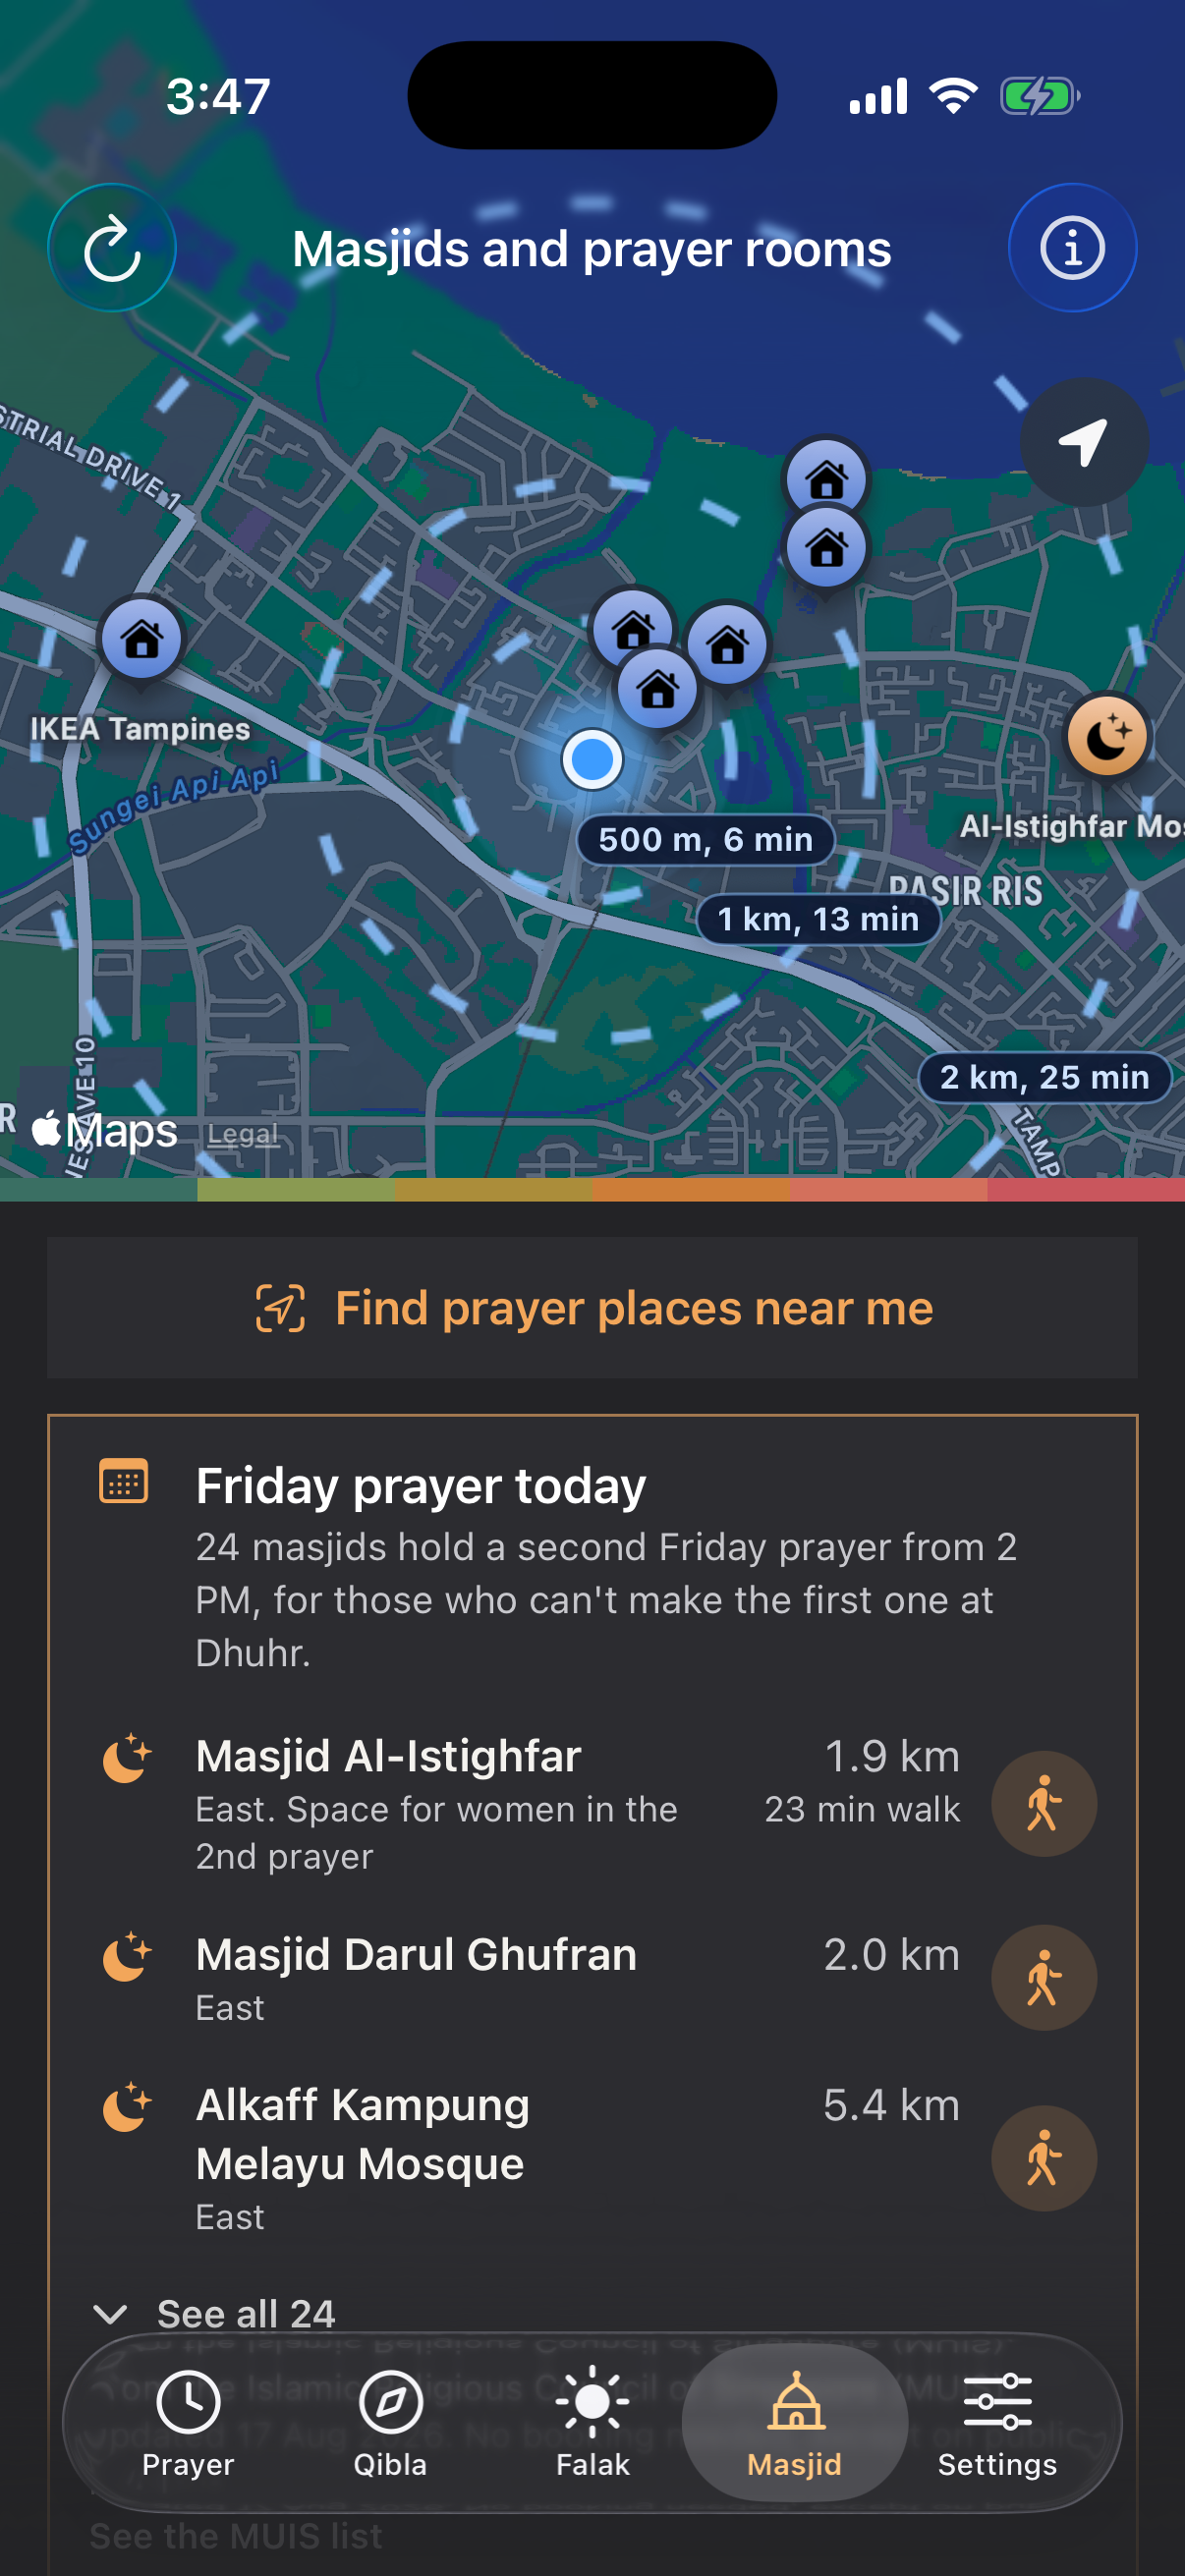 3:47
Masjids and prayer rooms
STRIAL DRIVE 1
IKEA Tampines
Sungei Api Api
Al-Istighfar Mos
500 m, 6 min
PASIR RIS
1 km, 13 min
2 km, 25 min
NES AVE 10
TAMP
R
Maps
Legal
Find prayer places near me
Friday prayer today
24 masjids hold a second Friday prayer from 2
PM, for those who can't make the first one at
Dhuhr.
Masjid Al-Istighfar
1.9 km
East. Space for women in the
23 min walk
2nd prayer
Masjid Darul Ghufran
2.0 km
East
Alkaff Kampung
5.4 km
Melayu Mosque
East
See all 24
Prayer
Qibla
Falak
Masjid
Settings
See the MUIS list